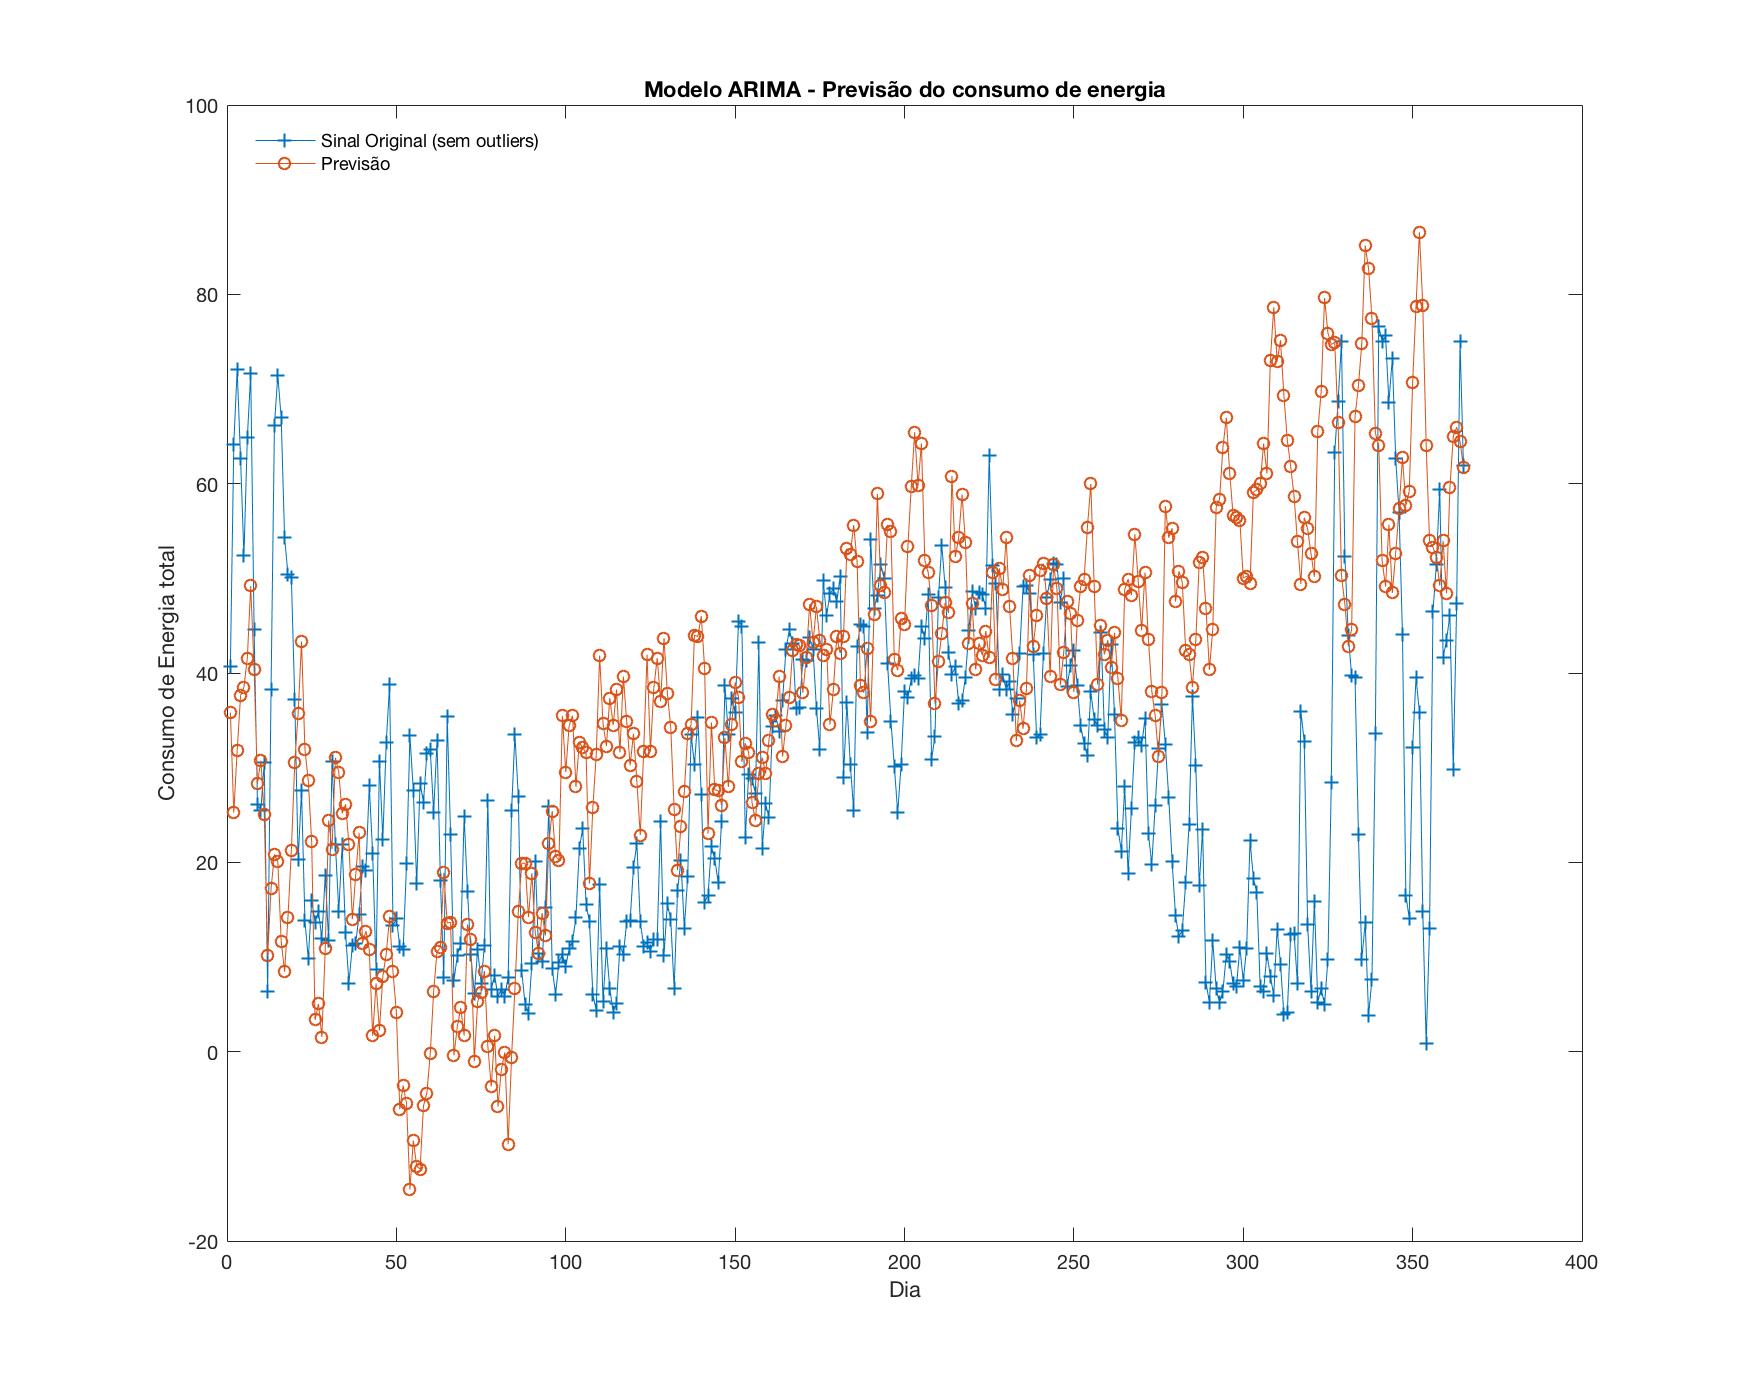 Modelo ARIMA - Previsão do consumo de energia
100
Sinal Original (sem outliers)
Previsão
80
60
40
20
0
-20
Consumo de Energia total
0 50 100 150 200 250 300 350 400
Dia